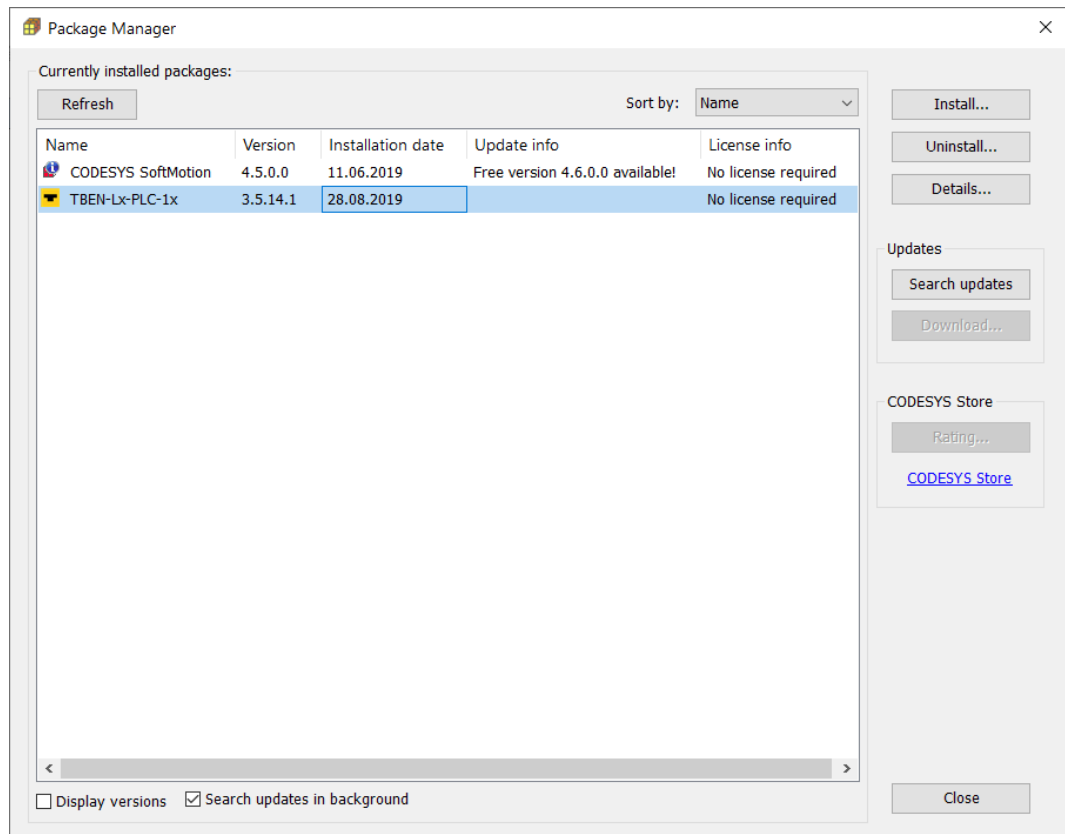 Package Manager
Currently installed packages:
Refresh
Sort by: Name
Install...
Name Version Installation date Update info License info
Uninstall...
CODESYS SoftMotion 4.5.0.0 11.06.2019 Free version 4.6.0.0 available! No license required
Details...
TBEN-Lx-PLC-1x 3.5.14.1 28.08.2019 No license required
Updates
Search updates
Download...
CODESYS Store
Rating...
CODESYS Store
Display versions Search updates in background
Close